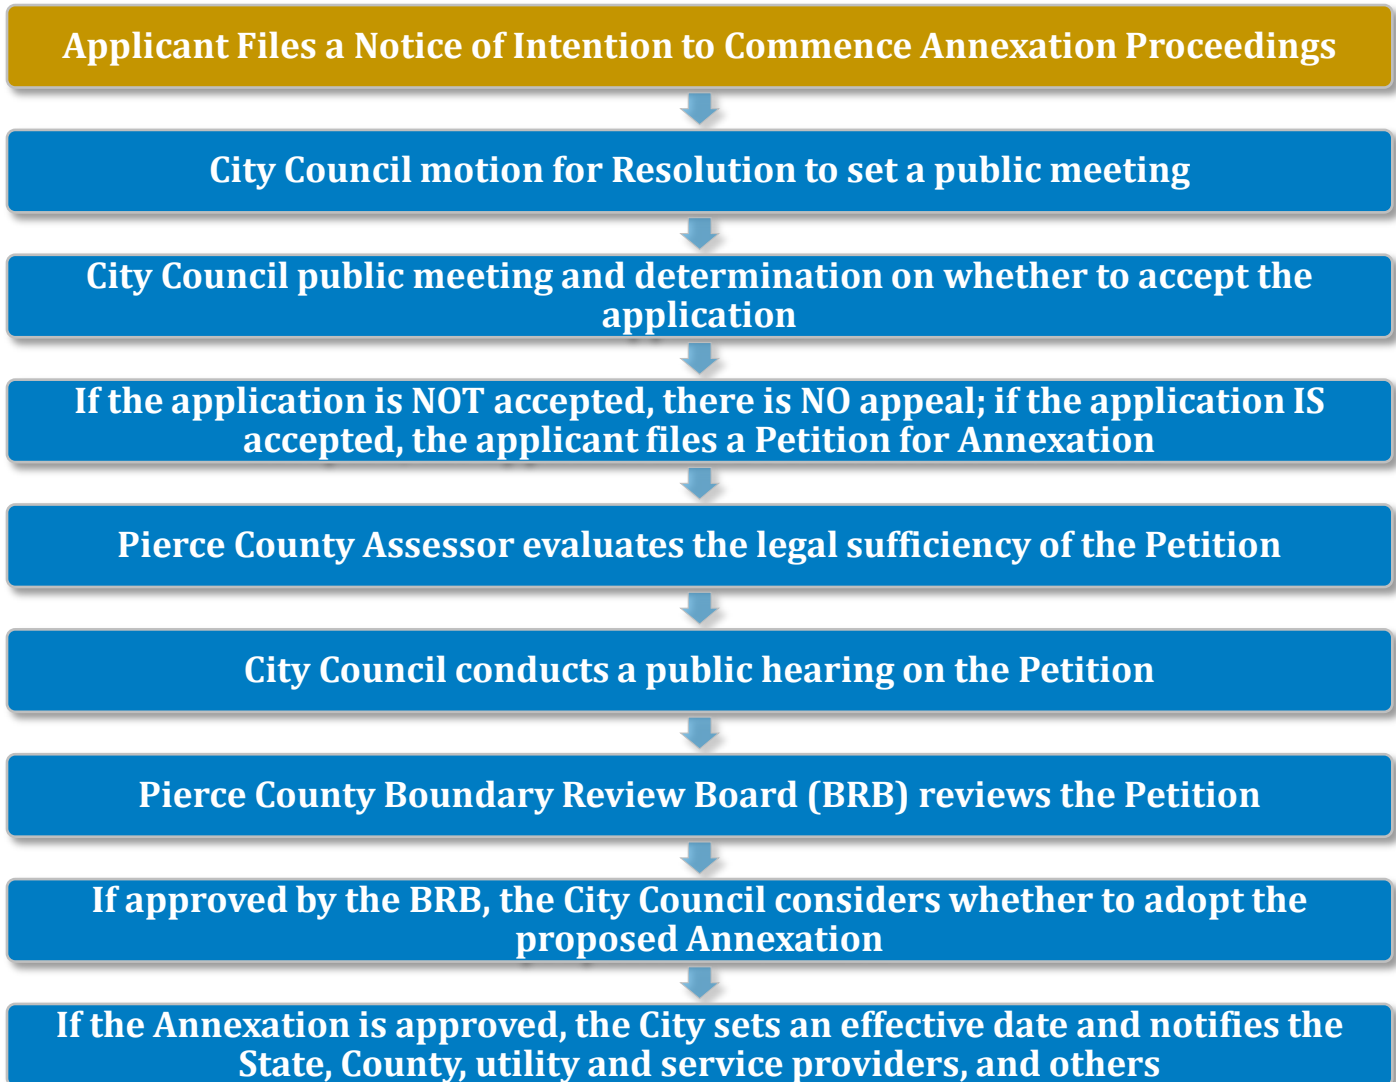 Applicant Files a Notice of Intention to Commence Annexation Proceedings
City Council motion for Resolution to set a public meeting
City Council public meeting and determination on whether to accept the
application
If the application is NOT accepted, there is NO appeal; if the application IS
accepted, the applicant files a Petition for Annexation
Pierce County Assessor evaluates the legal sufficiency of the Petition
City Council conducts a public hearing on the Petition
Pierce County Boundary Review Board (BRB) reviews the Petition
If approved by the BRB, the City Council considers whether to adopt the
proposed Annexation
If the Annexation is approved, the City sets an effective date and notifies the
State, County, utility and service providers, and others